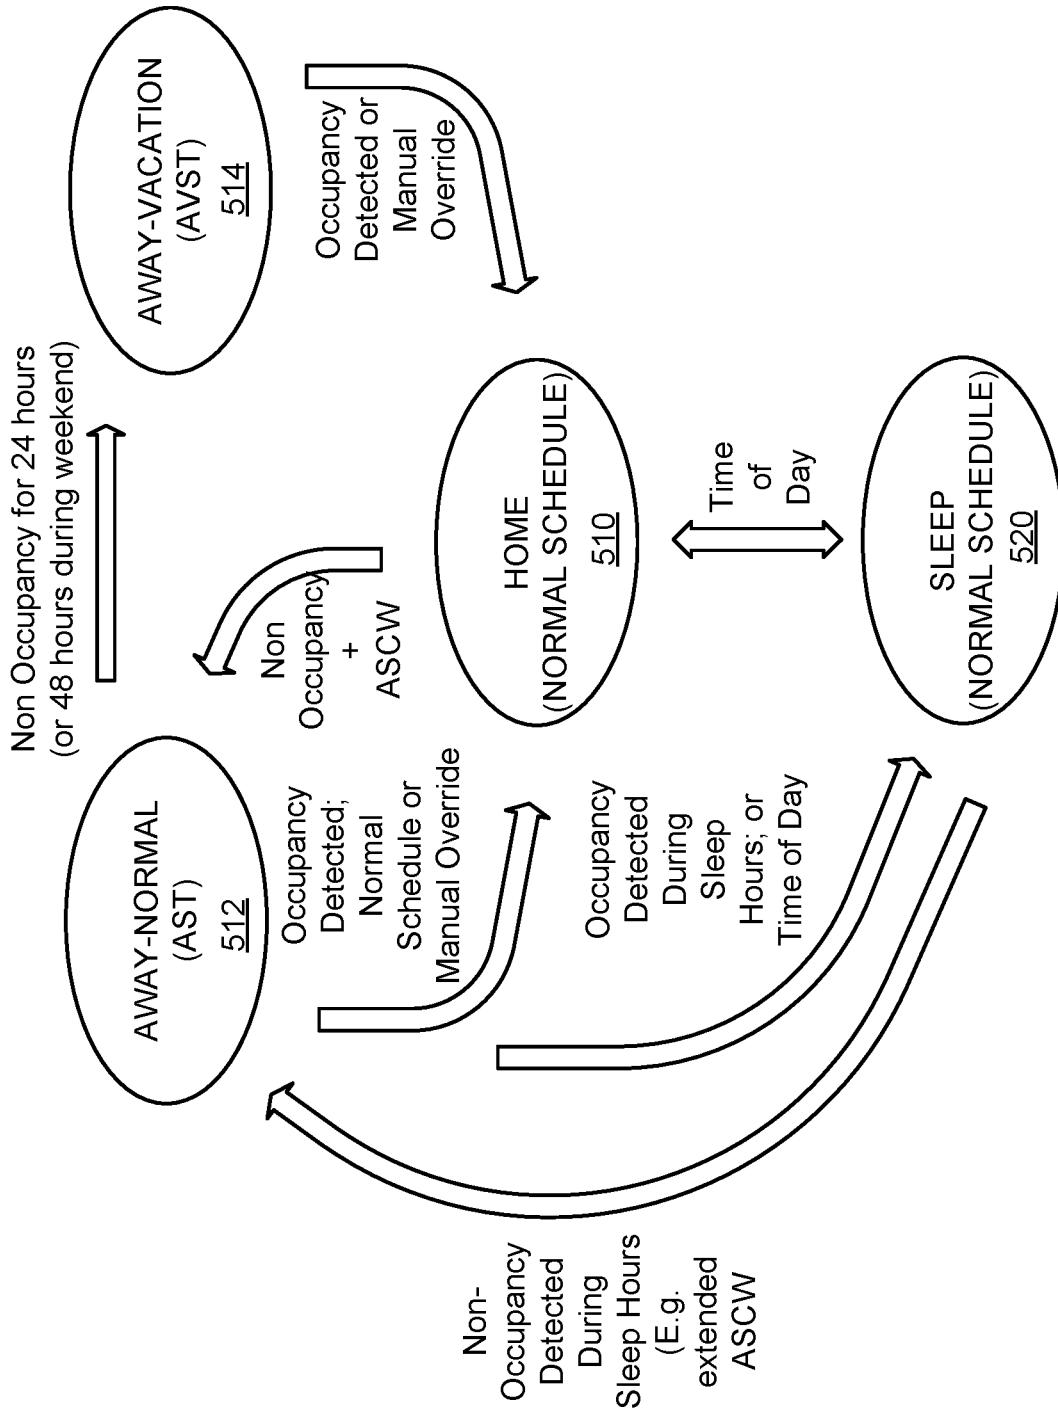 Non Occupancy for 24 hours
(or 48 hours during weekend)
AWAY-NORMAL
(AST)
512
AWAY-VACATION
(AVST)
514
Occupancy
Detected;
Normal
Schedule or
Manual Override
Non
Occupancy
+
ASCW
Occupancy
Detected or
Manual
Override
Non-
Occupancy
Detected
During
Sleep Hours
(E.g.
extended
ASCW
Occupancy
Detected
During
Sleep
Hours; or
Time of Day
HOME
(NORMAL SCHEDULE)
510
Time
of
Day
SLEEP
(NORMAL SCHEDULE)
520